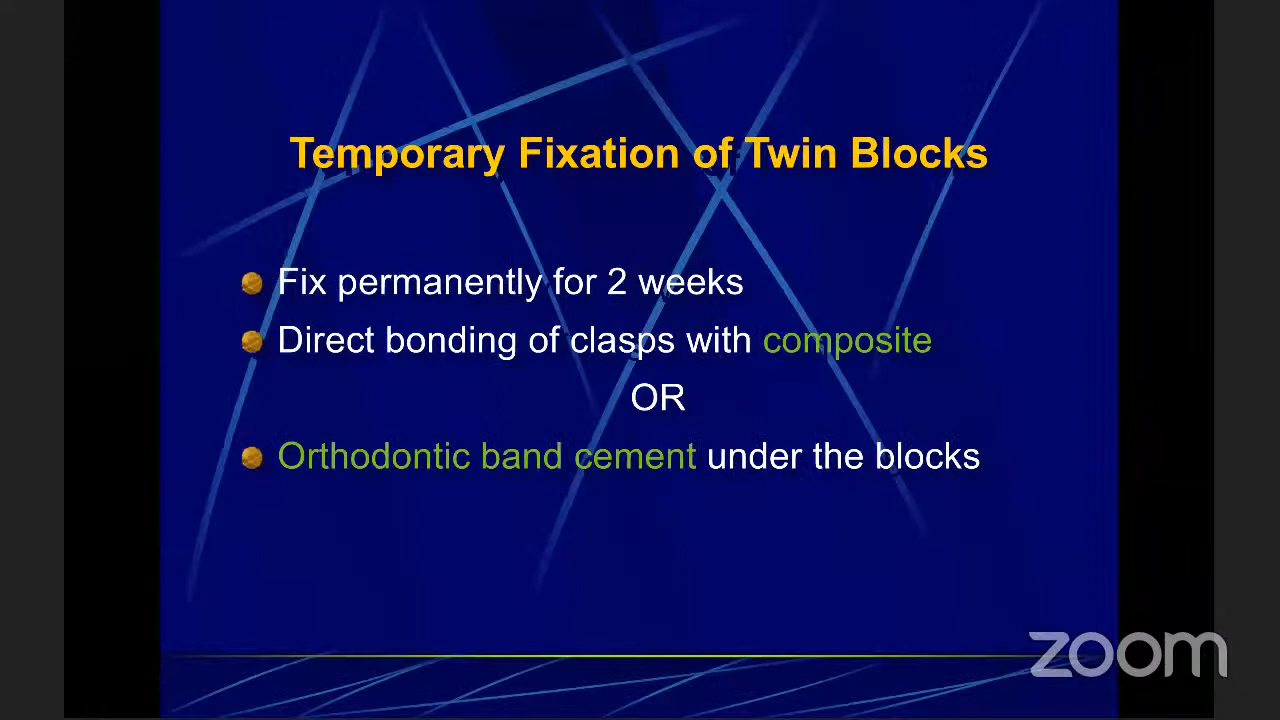 Temporary Fixation of Twin Blocks
Fix permanently for 2 weeks
Direct bonding of clasps with composite
OR
Orthodontic band cement under the blocks
zoom